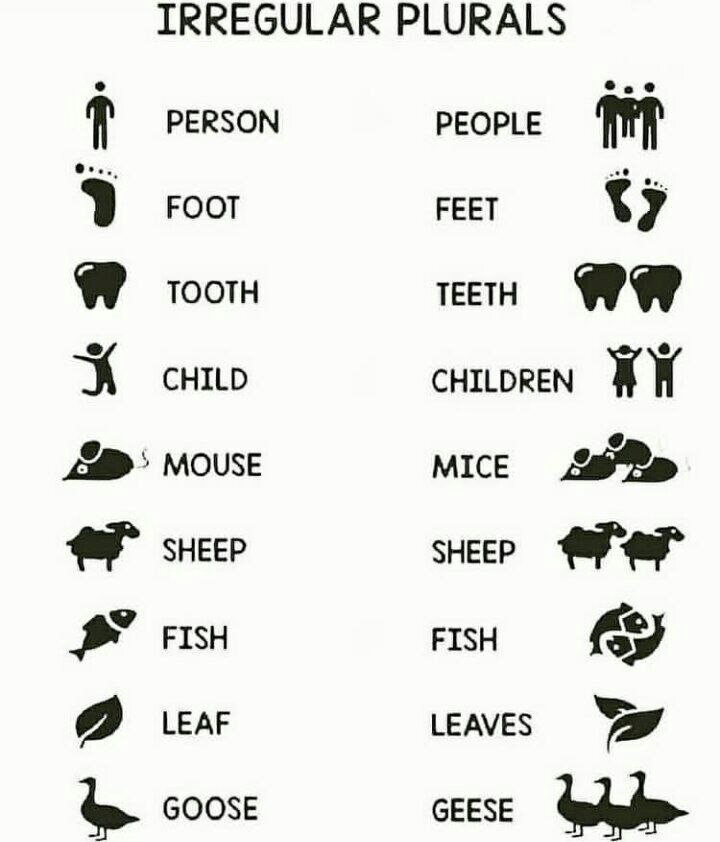 IRREGULAR PLURALS
PERSON PEOPLE
FOOT FEET
TOOTH TEETH
CHILD CHILDREN
MOUSE MICE
SHEEP SHEEP
FISH FISH
LEAF LEAVES
GOOSE GEESE